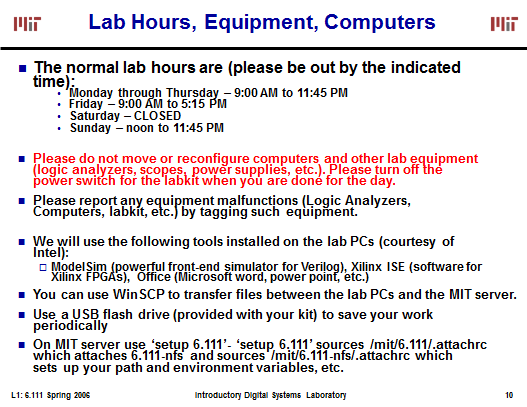 MIT Lab Hours, Equipment, Computers MIT
The normal lab hours are (please be out by the indicated
time):
• Monday through Thursday – 9:00 AM to 11:45 PM
• Friday – 9:00 AM to 5:15 PM
• Saturday – CLOSED
• Sunday – noon to 11:45 PM
Please do not move or reconfigure computers and other lab equipment
(logic analyzers, scopes, power supplies, etc.). Please turn off the
power switch for the labkit when you are done for the day.
Please report any equipment malfunctions (Logic Analyzers,
Computers, labkit, etc.) by tagging such equipment.
We will use the following tools installed on the lab PCs (courtesy of
Intel):
ModelSim (powerful front-end simulator for Verilog), Xilinx ISE (software for
Xilinx FPGAs), Office (Microsoft word, power point, etc.)
You can use WinSCP to transfer files between the lab PCs and the MIT server.
Use a USB flash drive (provided with your kit) to save your work
periodically
On MIT server use ‘setup 6.111’- ‘setup 6.111’ sources /mit/6.111/.attachrc
which attaches 6.111-nfs and sources /mit/6.111-nfs/.attachrc which
sets up your path and environment variables, etc.
L1: 6.111 Spring 2006 Introductory Digital Systems Laboratory 10